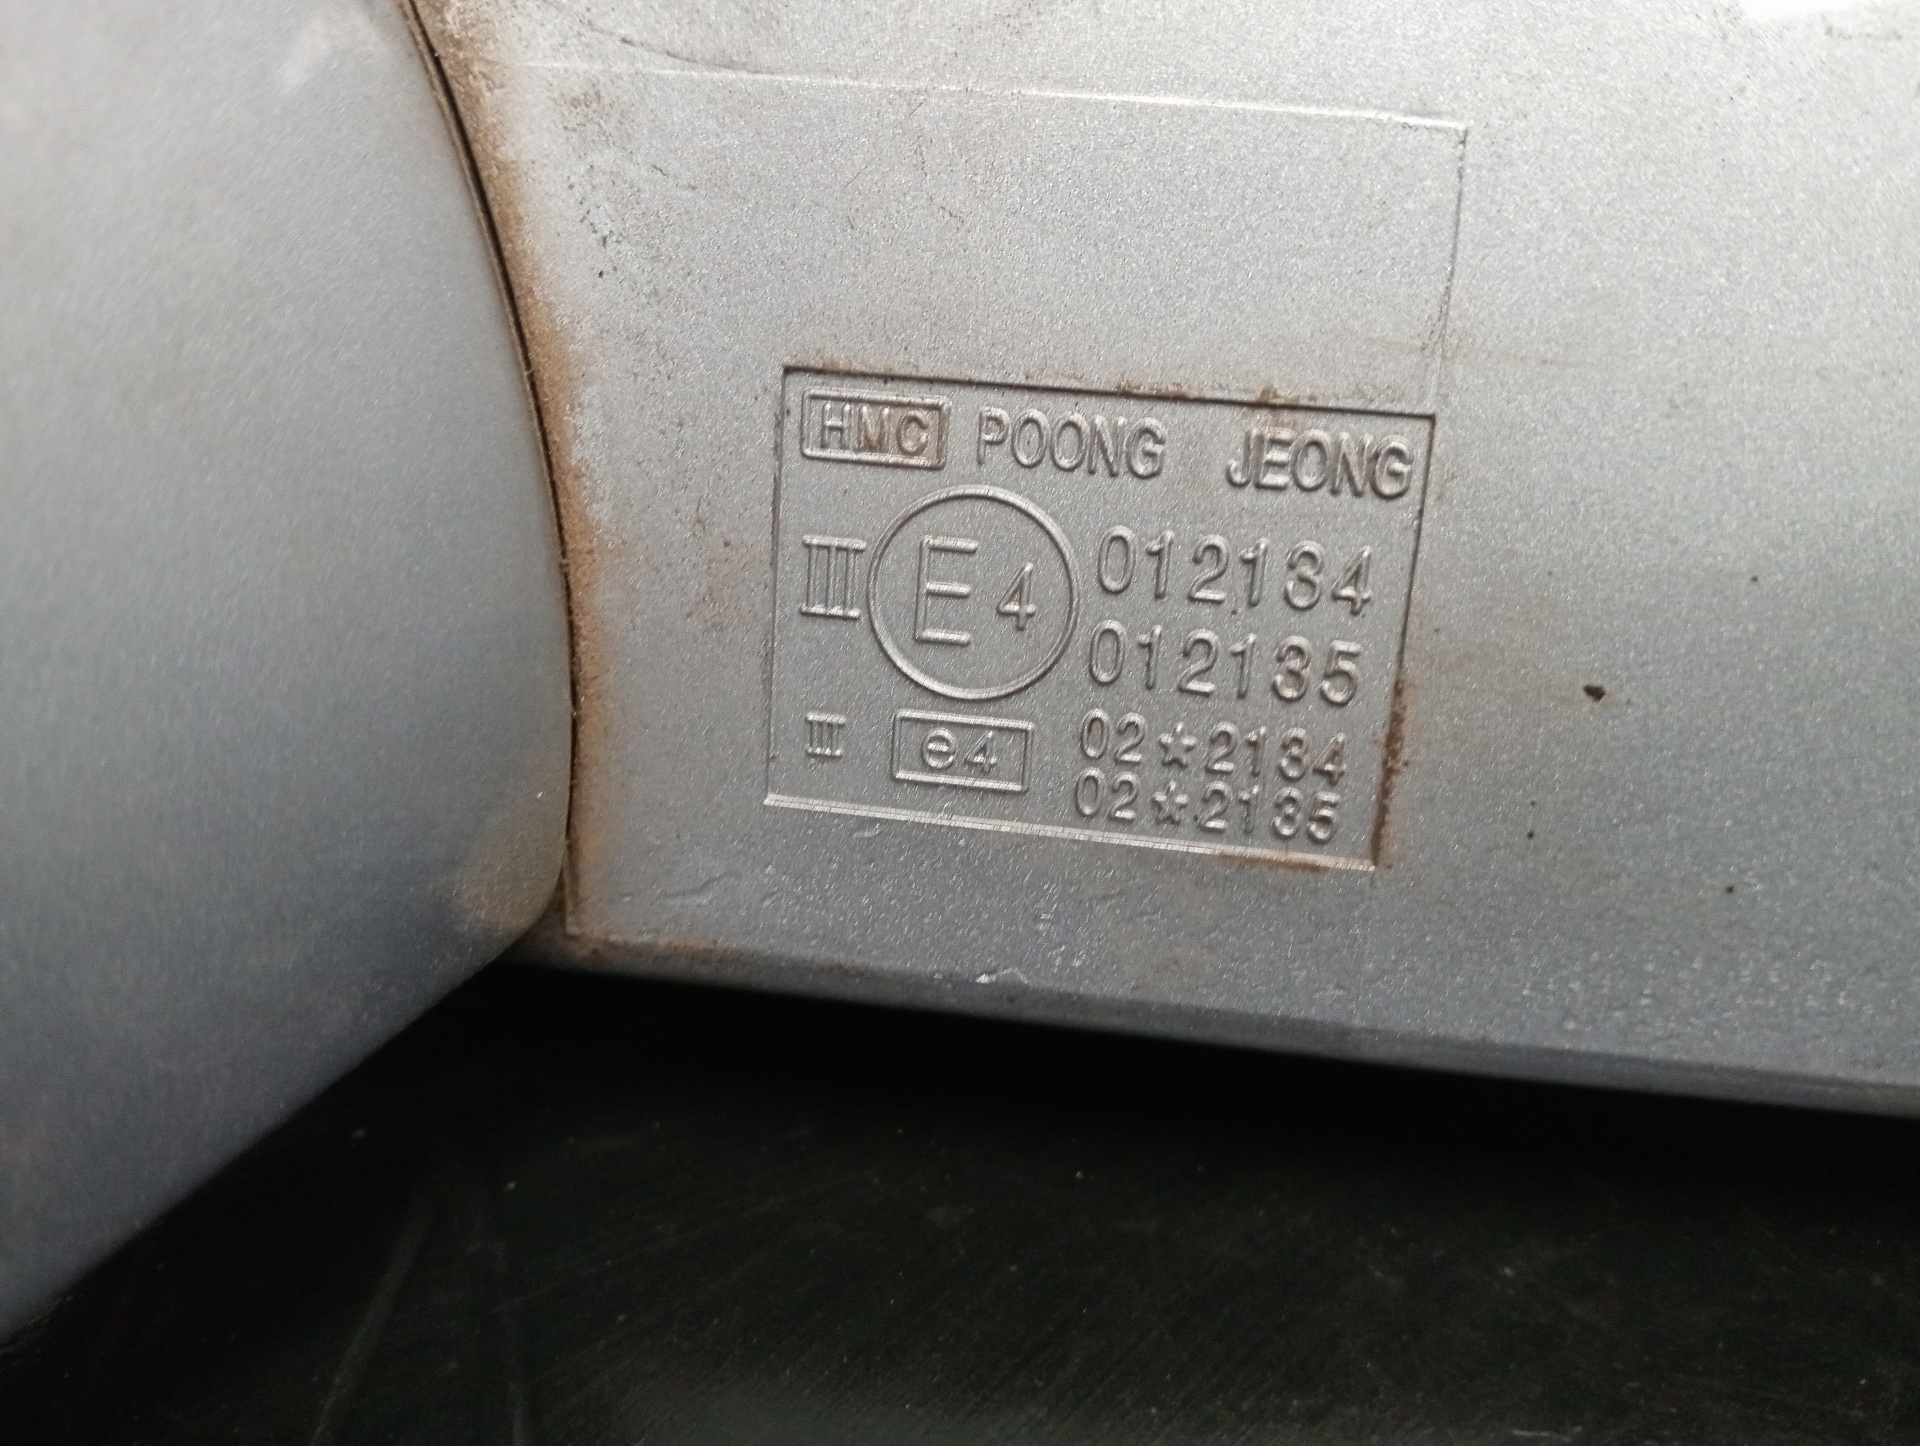 HMC POONG JEONG
III E4 012134
012135
III e4 02☆2134
02☆2135